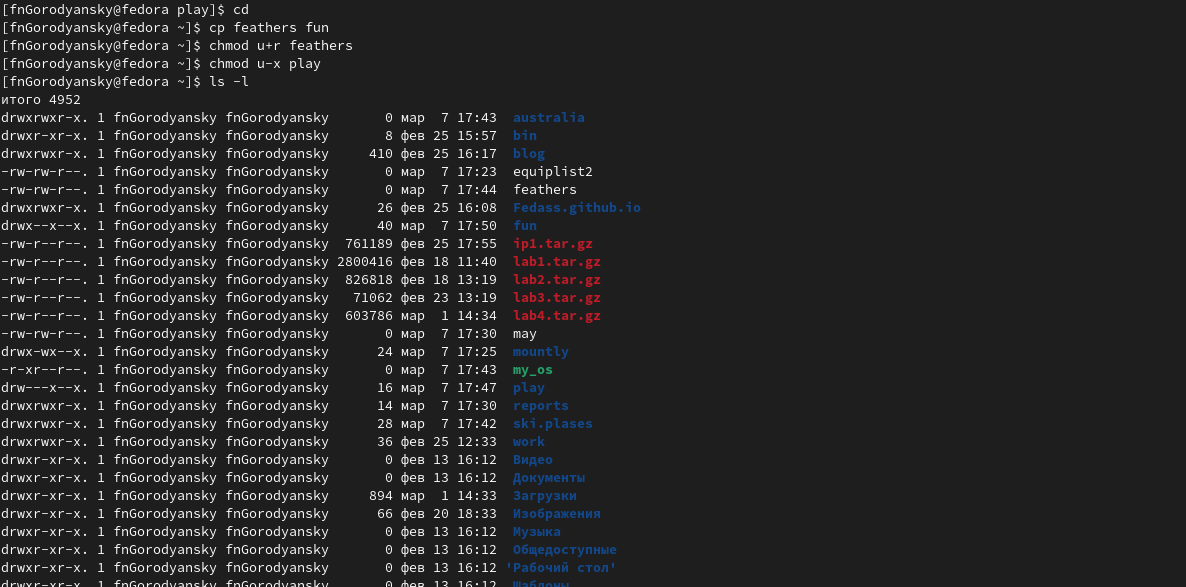 [fnGorodyansky@fedora play]$ cd
[fnGorodyansky@fedora ~]$ cp feathers fun
[fnGorodyansky@fedora ~]$ chmod u+r feathers
[fnGorodyansky@fedora ~]$ chmod u-x play
[fnGorodyansky@fedora ~]$ ls -l
итого 4952
drwxrwxr-x. 1 fnGorodyansky fnGorodyansky       0 мар  7 17:43  australia
drwxr-xr-x. 1 fnGorodyansky fnGorodyansky       8 фев 25 15:57  bin
drwxrwxr-x. 1 fnGorodyansky fnGorodyansky     410 фев 25 16:17  blog
-rw-rw-r--. 1 fnGorodyansky fnGorodyansky       0 мар  7 17:23  equiplist2
-rw-rw-r--. 1 fnGorodyansky fnGorodyansky       0 мар  7 17:44  feathers
drwxrwxr-x. 1 fnGorodyansky fnGorodyansky      26 фев 25 16:08  Fedass.github.io
drwx--x--x. 1 fnGorodyansky fnGorodyansky      40 мар  7 17:50  fun
-rw-r--r--. 1 fnGorodyansky fnGorodyansky  761189 фев 25 17:55  ip1.tar.gz
-rw-r--r--. 1 fnGorodyansky fnGorodyansky 2800416 фев 18 11:40  lab1.tar.gz
-rw-r--r--. 1 fnGorodyansky fnGorodyansky  826818 фев 18 13:19  lab2.tar.gz
-rw-r--r--. 1 fnGorodyansky fnGorodyansky   71062 фев 23 13:19  lab3.tar.gz
-rw-r--r--. 1 fnGorodyansky fnGorodyansky  603786 мар  1 14:34  lab4.tar.gz
-rw-rw-r--. 1 fnGorodyansky fnGorodyansky       0 мар  7 17:30  may
drwx-wx--x. 1 fnGorodyansky fnGorodyansky      24 мар  7 17:25  mountly
-r-xr--r--. 1 fnGorodyansky fnGorodyansky       0 мар  7 17:43  my_os
drw---x--x. 1 fnGorodyansky fnGorodyansky      16 мар  7 17:47  play
drwxrwxr-x. 1 fnGorodyansky fnGorodyansky      14 мар  7 17:30  reports
drwxrwxr-x. 1 fnGorodyansky fnGorodyansky      28 мар  7 17:42  ski.plases
drwxrwxr-x. 1 fnGorodyansky fnGorodyansky      36 фев 25 12:33  work
drwxr-xr-x. 1 fnGorodyansky fnGorodyansky       0 фев 13 16:12  Видео
drwxr-xr-x. 1 fnGorodyansky fnGorodyansky       0 фев 13 16:12  Документы
drwxr-xr-x. 1 fnGorodyansky fnGorodyansky     894 мар  1 14:33  Загрузки
drwxr-xr-x. 1 fnGorodyansky fnGorodyansky      66 фев 20 18:33  Изображения
drwxr-xr-x. 1 fnGorodyansky fnGorodyansky       0 фев 13 16:12  Музыка
drwxr-xr-x. 1 fnGorodyansky fnGorodyansky       0 фев 13 16:12  Общедоступные
drwxr-xr-x. 1 fnGorodyansky fnGorodyansky       0 фев 13 16:12 'Рабочий стол'
drwxr-xr-x. 1 fnGorodyansky fnGorodyansky       0 фев 13 16:12  Шаблоны